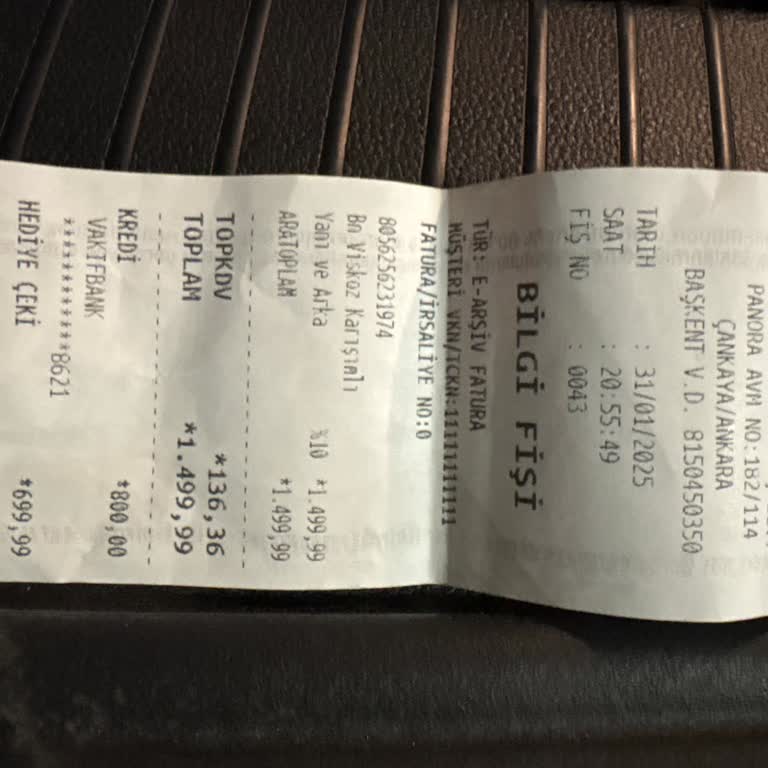 PANORA AVM NO:182/114
ÇANKAYA/ANKARA
BAŞKENT V.D. 8150450350
TARİH : 31/01/2025
SAAT : 20:55:49
FİŞ NO : 0043
BİLGİ FİŞİ
TÜR: E-ARŞİV FATURA
MÜŞTERİ VKN/TCKN:11111111111
FATURA/İRSALİYE NO:0
8056256231974
Bn Viskoz Karışımlı
Yanı ve Arka %10 *1.499,99
ARATOPLAM *1.499,99
TOPKDV *136,36
TOPLAM *1.499,99
KREDİ *800,00
VAKIFBANK
************8621
HEDİYE ÇEKİ *699,99